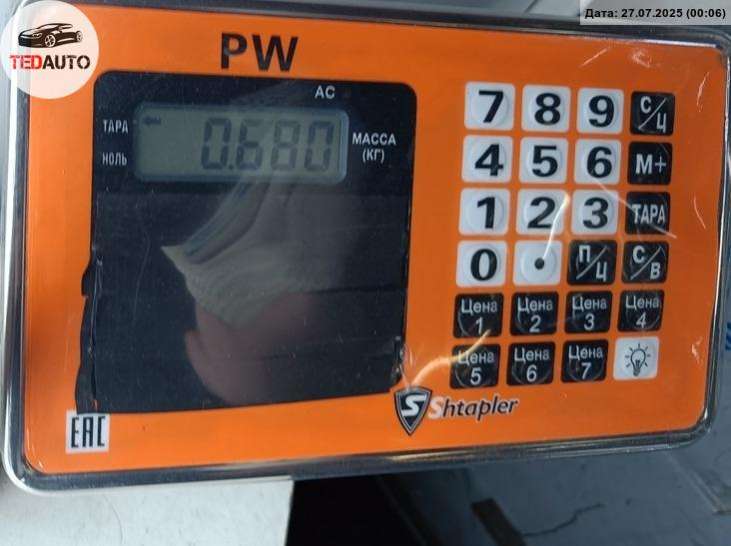 Дата: 27.07.2025 (00:06)
TEDAUTO
PW
AC
ТАРА
НОЛЬ
0.680
МАССА
(КГ)
7 8 9 С/Ц
4 5 6 М+
1 2 3 ТАРА
0 • П/Ц С/В
Цена 1 Цена 2 Цена 3 Цена 4
Цена 5 Цена 6 Цена 7
S Shtapler
EAC